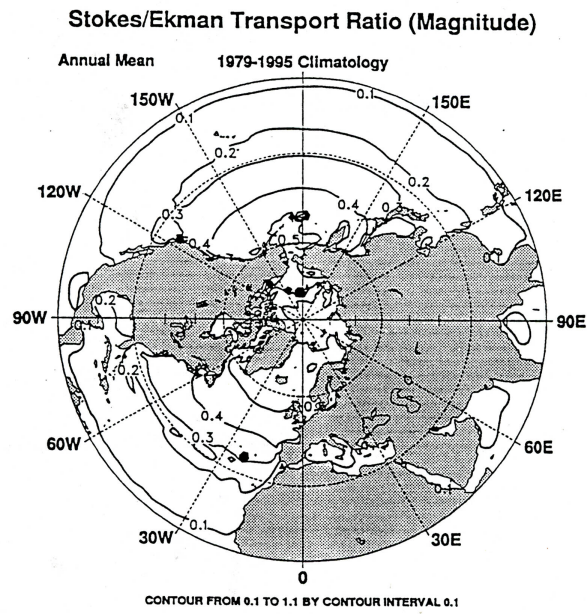 Stokes/Ekman Transport Ratio (Magnitude)
Annual Mean 1979-1995 Climatology
150W 150E
0.1 0.1
0.2 0.2
120W 120E
0.3 0.4 0.3
0.4 0.5
0.2
90W 0.1 90E
0.2
0.4
0.3
60W 60E
0.1 0.1
30W 30E
0
CONTOUR FROM 0.1 TO 1.1 BY CONTOUR INTERVAL 0.1